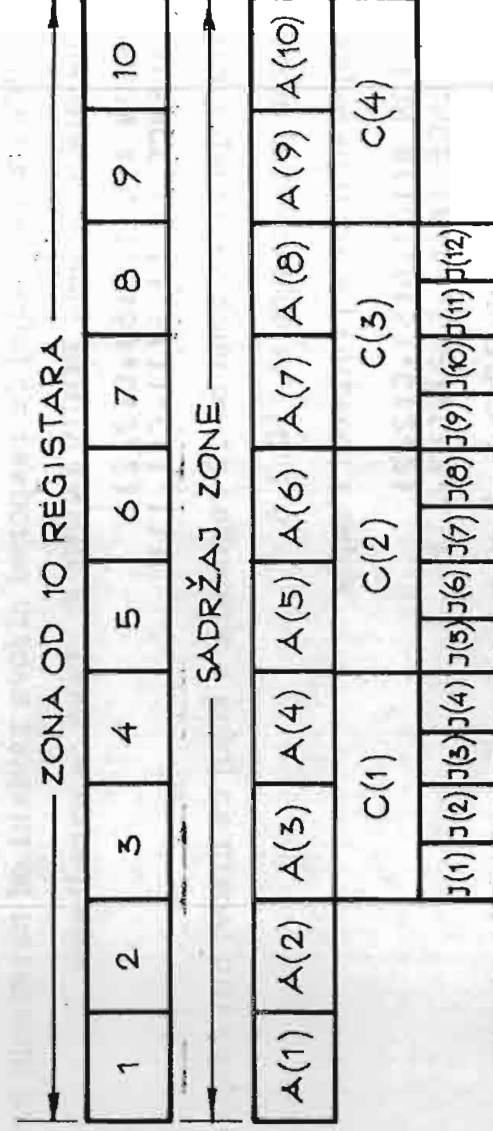 ZONA OD 10 REGISTARA
1 2 3 4 5 6 7 8 9 10
SADRŽAJ ZONE
A(1) A(2) A(3) A(4) A(5) A(6) A(7) A(8) A(9) A(10)
C(1) C(2) C(3) C(4)
J(1) J(2) J(3) J(4) J(5) J(6) J(7) J(8) J(9) J(10) J(11) J(12)